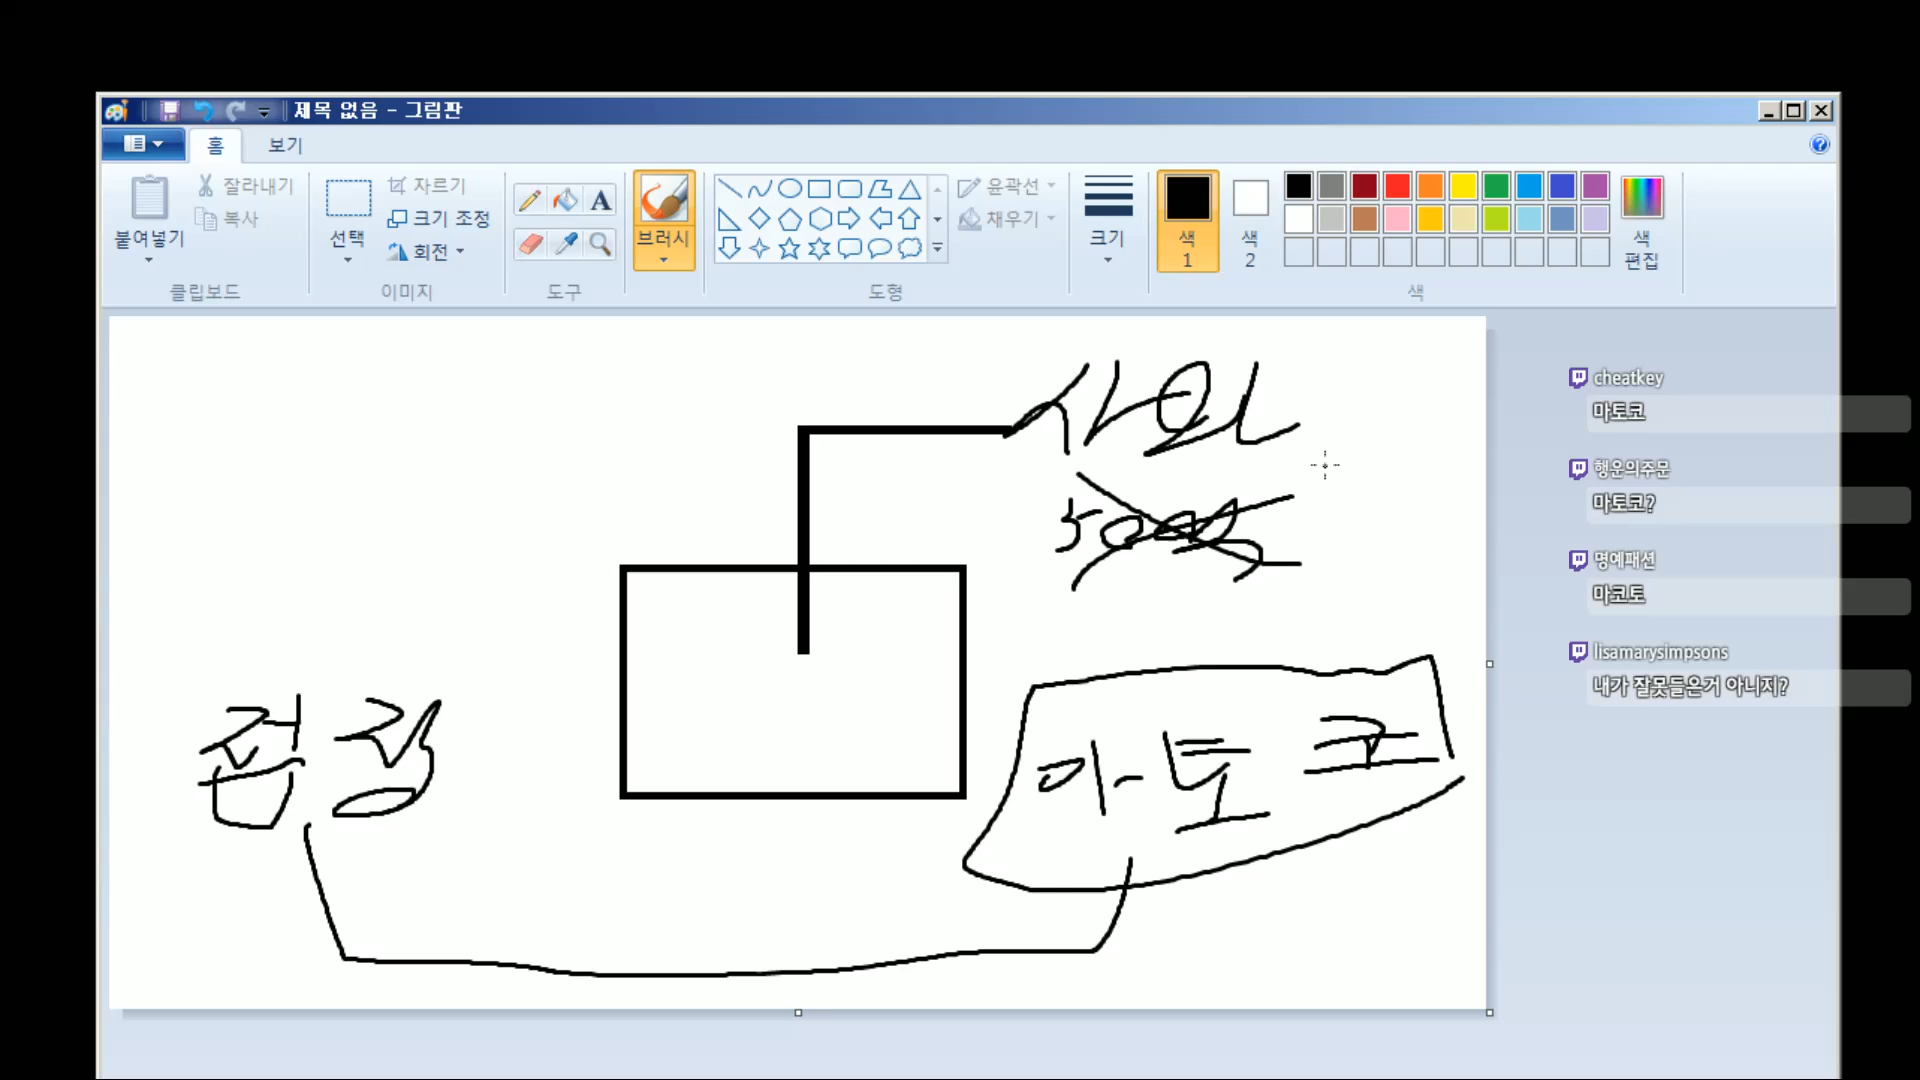 제목 없음 - 그림판
홈 보기
붙여넣기
잘라내기
복사
클립보드
선택
자르기
크기 조정
회전
이미지
A
도구
브러시
도형
윤곽선
채우기
크기
색 1
색 2
색 편집
색
점장
아토코
cheatkey
마토코
행운의주문
마토코?
명예패션
마코토
lisamarysimpsons
내가 잘못들은거 아니지?